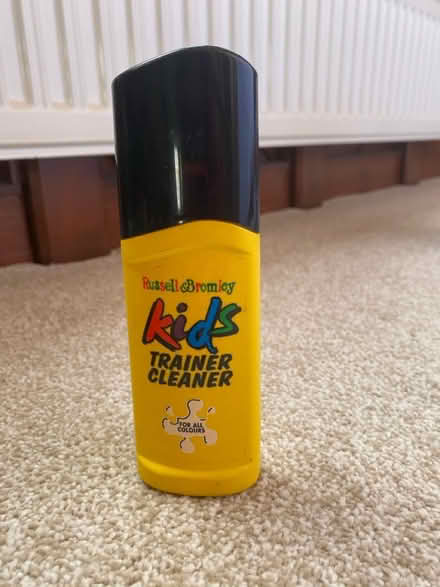 Russell & Bromley
kids
TRAINER
CLEANER
FOR ALL
COLOURS